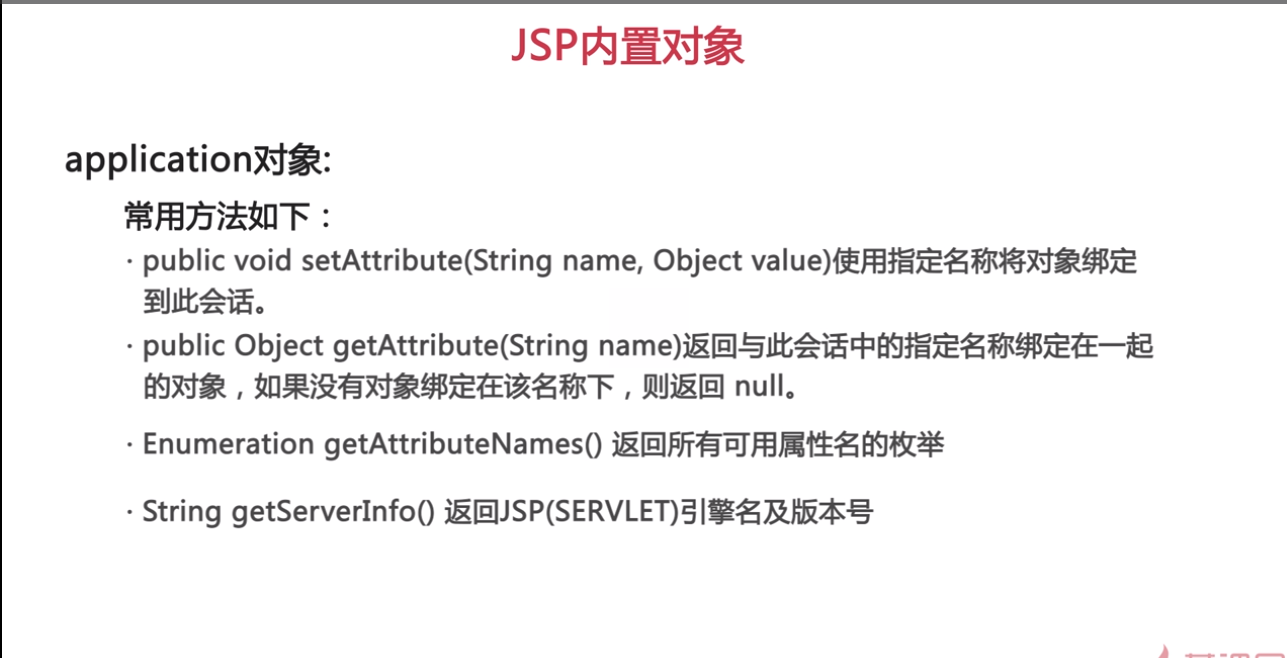 JSP内置对象
application对象:
常用方法如下：
· public void setAttribute(String name, Object value)使用指定名称将对象绑定
到此会话。
· public Object getAttribute(String name)返回与此会话中的指定名称绑定在一起
的对象，如果没有对象绑定在该名称下，则返回 null。
· Enumeration getAttributeNames() 返回所有可用属性名的枚举
· String getServerInfo() 返回JSP(SERVLET)引擎名及版本号